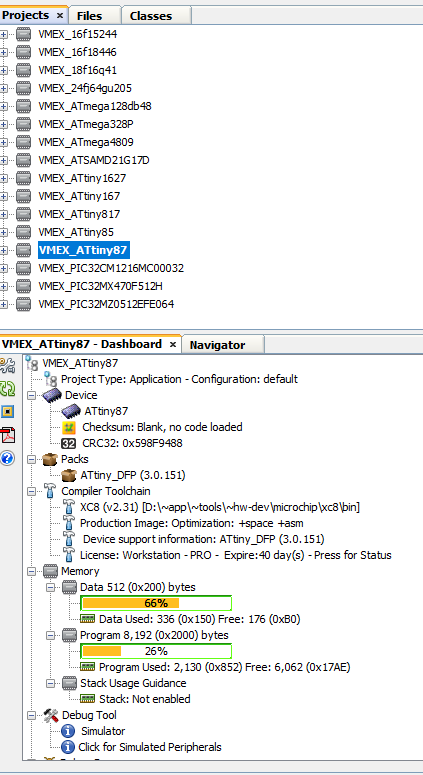 Projects × Files Classes
VMEX_16f15244
VMEX_16f18446
VMEX_18f16q41
VMEX_24fj64gu205
VMEX_ATmega128db48
VMEX_ATmega328P
VMEX_ATmega4809
VMEX_ATSAMD21G17D
VMEX_ATtiny1627
VMEX_ATtiny167
VMEX_ATtiny817
VMEX_ATtiny85
VMEX_ATtiny87
VMEX_PIC32CM1216MC00032
VMEX_PIC32MX470F512H
VMEX_PIC32MZ0512EFE064
VMEX_ATtiny87 - Dashboard × Navigator
VMEX_ATtiny87
Project Type: Application - Configuration: default
Device
ATtiny87
Checksum: Blank, no code loaded
32 CRC32: 0x598F9488
Packs
ATtiny_DFP (3.0.151)
Compiler Toolchain
XC8 (v2.31) [D:\~app\~tools\~hw-dev\microchip\xc8\bin]
Production Image: Optimization: +space +asm
Device support information: ATtiny_DFP (3.0.151)
License: Workstation - PRO - Expire:40 day(s) - Press for Status
Memory
Data 512 (0x200) bytes
66%
Data Used: 336 (0x150) Free: 176 (0xB0)
Program 8,192 (0x2000) bytes
26%
Program Used: 2,130 (0x852) Free: 6,062 (0x17AE)
Stack Usage Guidance
Stack: Not enabled
Debug Tool
Simulator
Click for Simulated Peripherals